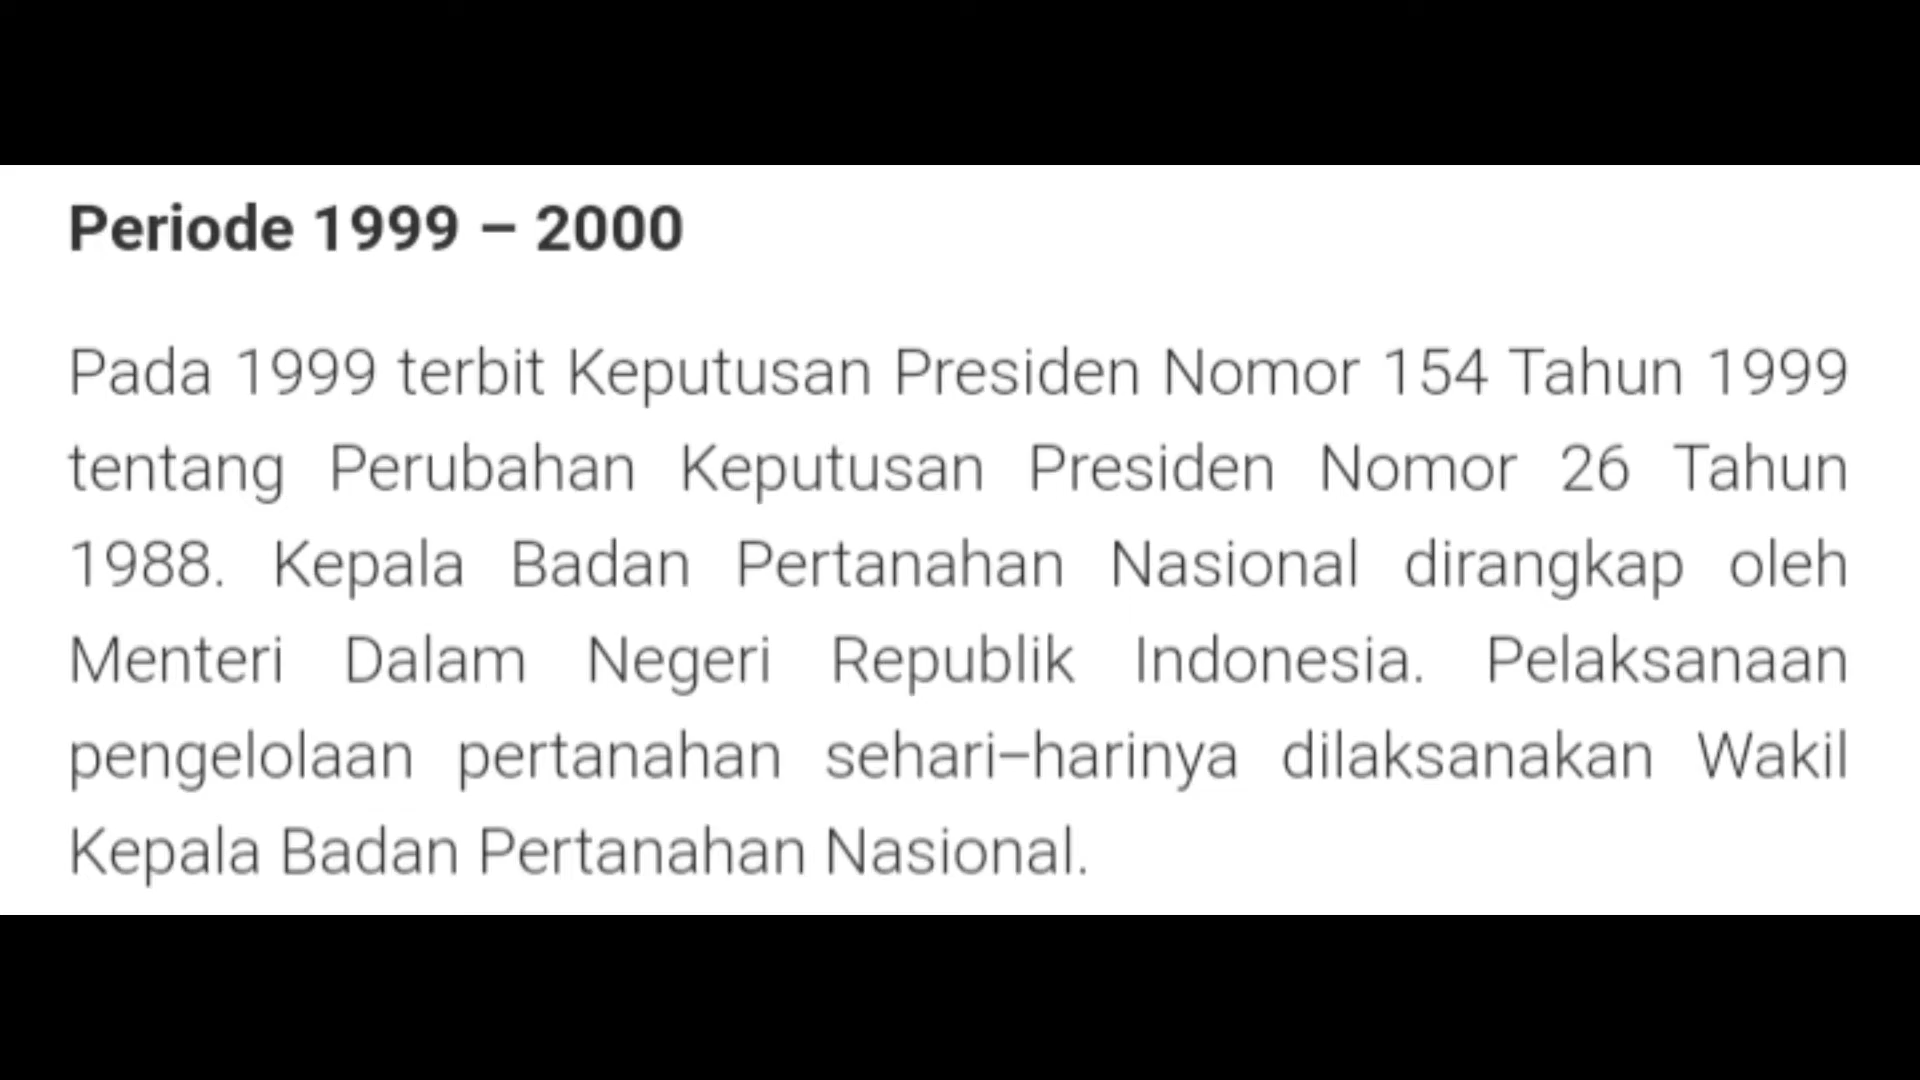 Periode 1999 – 2000
Pada 1999 terbit Keputusan Presiden Nomor 154 Tahun 1999
tentang Perubahan Keputusan Presiden Nomor 26 Tahun
1988. Kepala Badan Pertanahan Nasional dirangkap oleh
Menteri Dalam Negeri Republik Indonesia. Pelaksanaan
pengelolaan pertanahan sehari–harinya dilaksanakan Wakil
Kepala Badan Pertanahan Nasional.